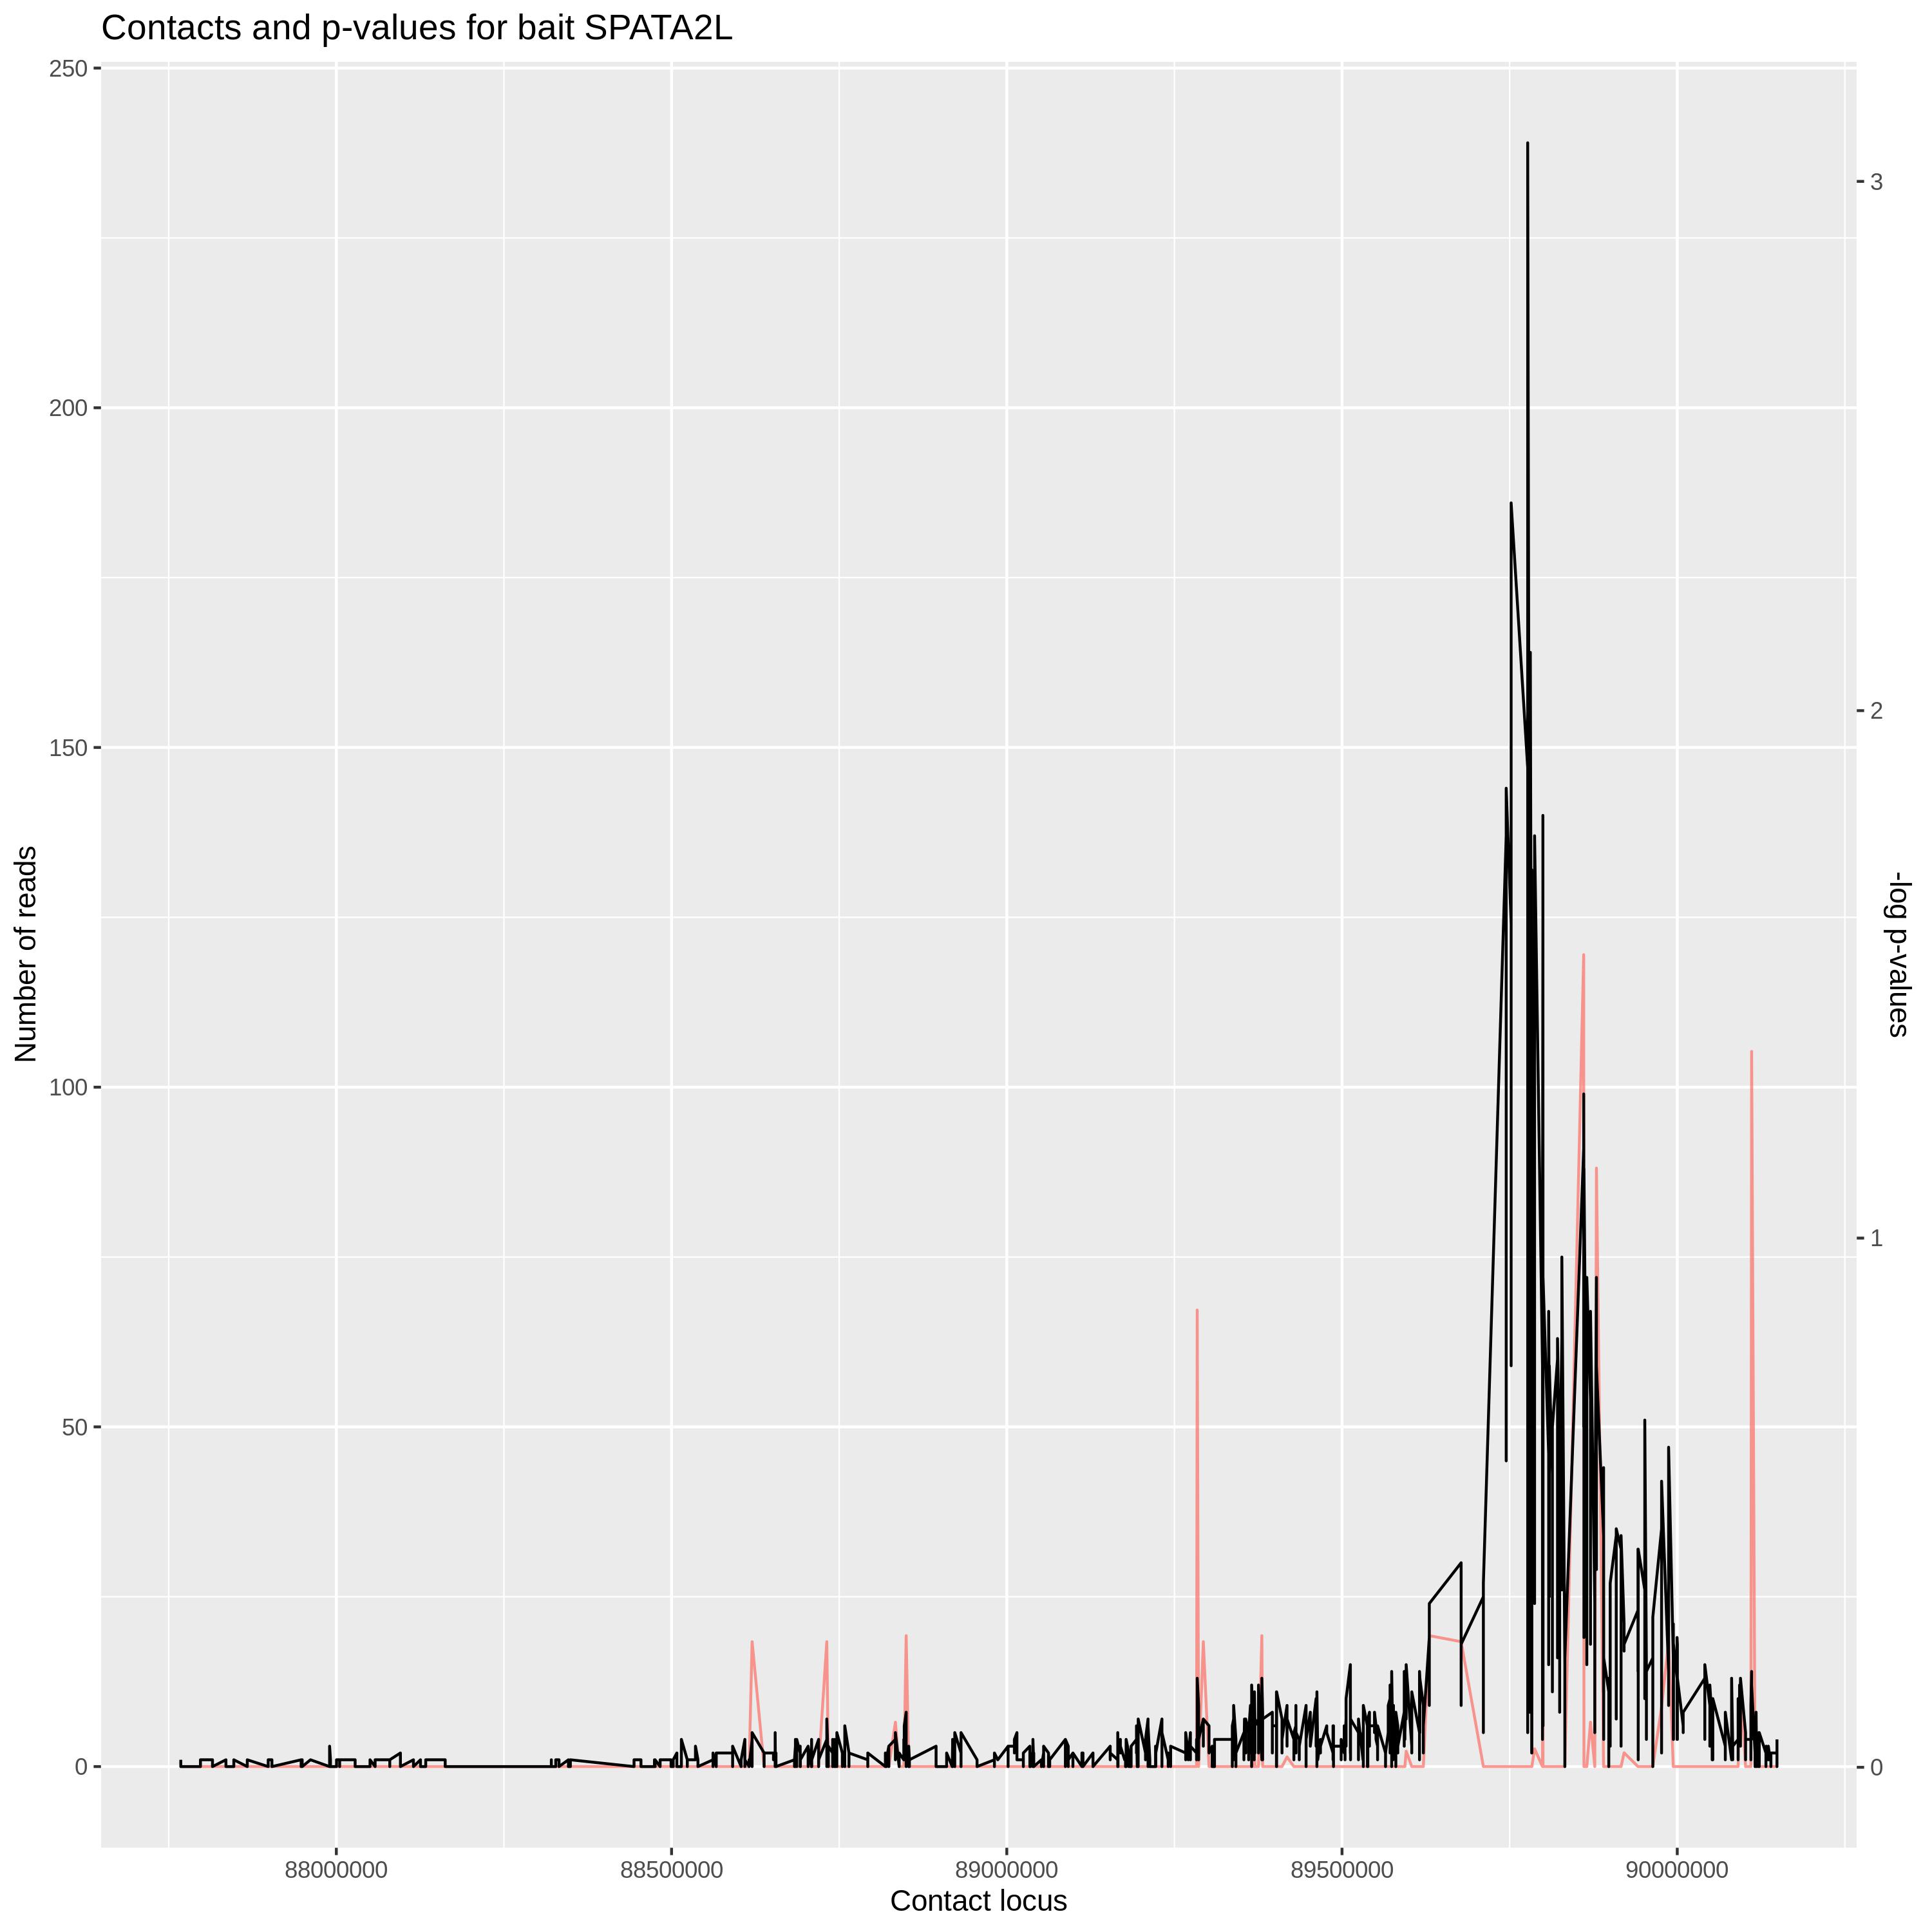 Contacts and p-values for bait SPATA2L
250
200
150
100
50
0
Number of reads
3
2
1
0
-log p-values
88000000 88500000 89000000 89500000 90000000
Contact locus